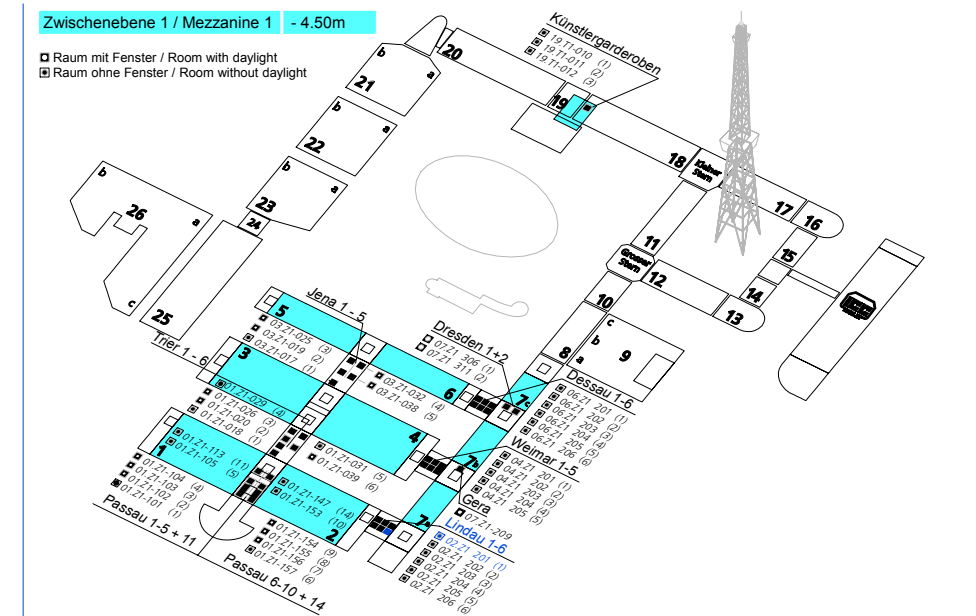 Zwischenebene 1 / Mezzanine 1 - 4.50m
Raum mit Fenster / Room with daylight
Raum ohne Fenster / Room without daylight
Künstlergarderoben
19 T1-010 (1)
19 T1-011 (2)
19 T1-012 (3)
b
21
a
20
19
b
22
a
b
23
a
24
b
26
a
c
25
18
Kleiner
Stern
17
16
15
14
13
12
11
Grosser
Stern
10
c
b
9
a
8
Jena 1 - 5
5
03.Z1-025 (3)
03.Z1-019 (2)
03.Z1-017 (1)
03.Z1-032 (4)
03.Z1-038 (5)
6
Dresden 1+2
07.Z1 306 (1)
07.Z1 311 (2)
7c
Trier 1 - 6
3
01.Z1-029 (4)
01.Z1-026 (3)
01.Z1-020 (2)
01.Z1-018 (1)
4
01.Z1-031 (5)
01.Z1-039 (6)
7b
Dessau 1-6
06.Z1 201 (1)
06.Z1 202 (2)
06.Z1 203 (3)
06.Z1 204 (4)
06.Z1 205 (5)
06.Z1 206 (6)
Weimar 1-5
04.Z1 201 (1)
04.Z1 202 (2)
04.Z1 203 (3)
04.Z1 204 (4)
04.Z1 205 (5)
Gera
07.Z1-209
1
01.Z1-113 (11)
01.Z1-105 (5)
01.Z1-104 (4)
01.Z1-103 (3)
01.Z1-102 (2)
01.Z1-101 (1)
Passau 1-5 + 11
01.Z1-147 (14)
01.Z1-153 (10)
2
01.Z1-154 (9)
01.Z1-155 (8)
01.Z1-156 (7)
01.Z1-157 (6)
Passau 6-10 + 14
7a
Lindau 1-6
02.Z1 201 (1)
02.Z1 202 (2)
02.Z1 203 (3)
02.Z1 204 (4)
02.Z1 205 (5)
02.Z1 206 (6)